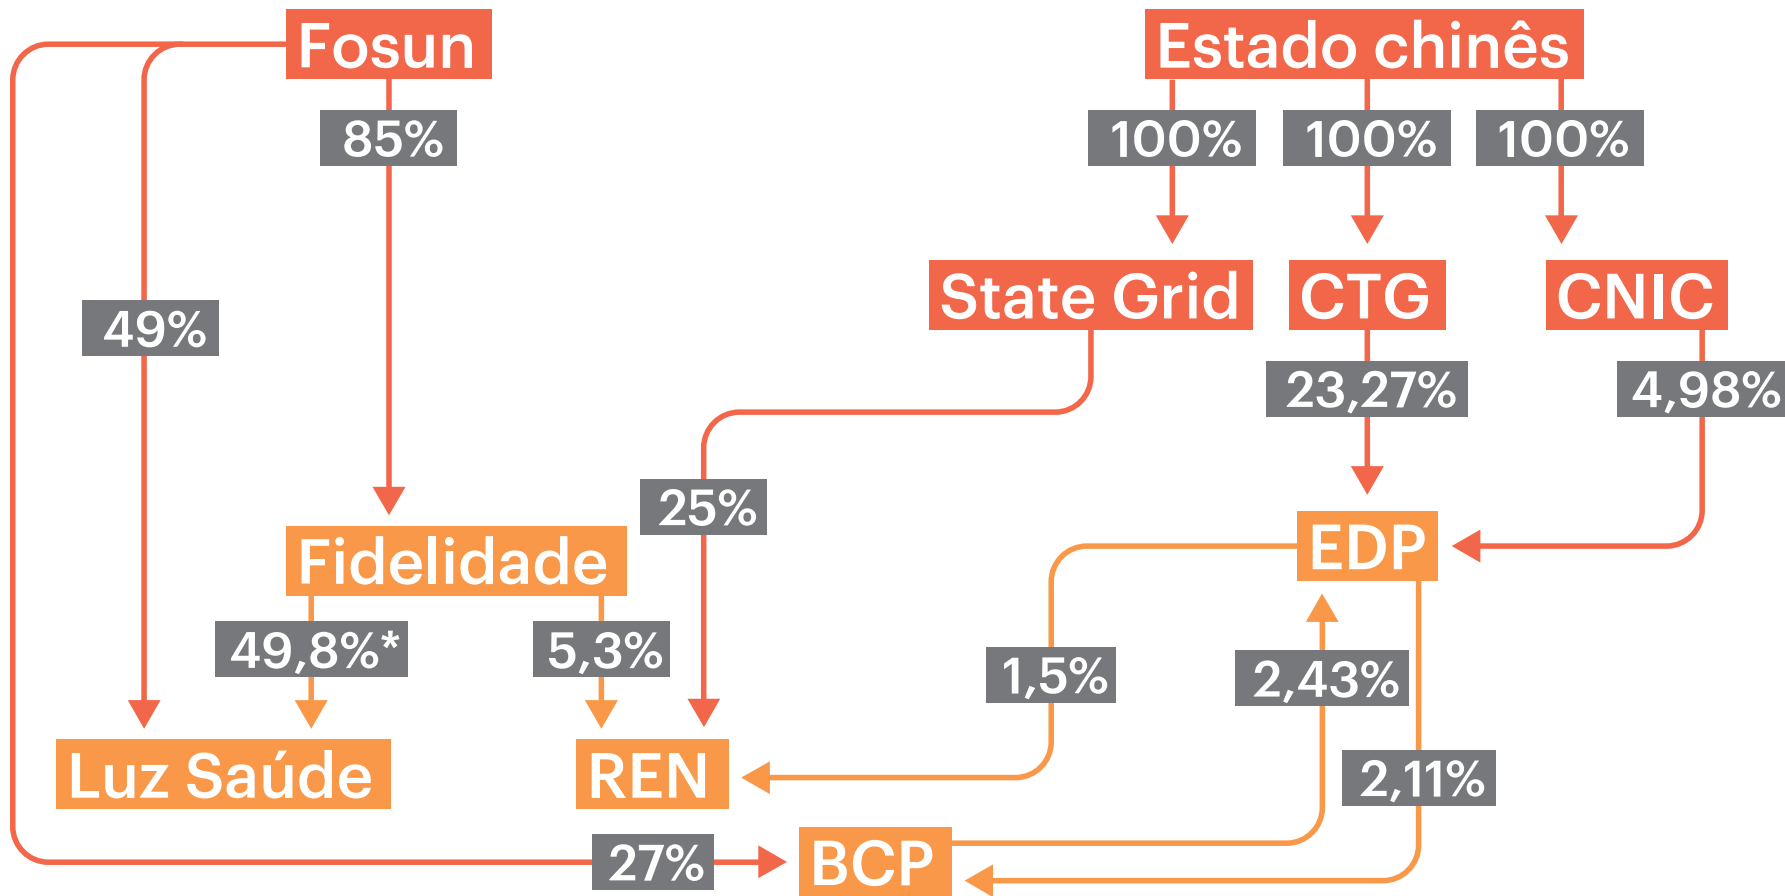 Fosun
Estado chinês
85%
100%
100%
100%
State Grid
CTG
CNIC
49%
23,27%
4,98%
25%
Fidelidade
EDP
49,8%*
5,3%
1,5%
2,43%
Luz Saúde
REN
2,11%
27%
BCP